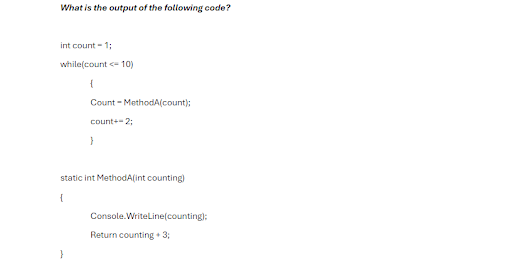 What is the output of the following code?
int count = 1;
while(count <= 10)
{
Count = MethodA(count);
count+= 2;
}
static int MethodA(int counting)
{
Console.WriteLine(counting);
Return counting + 3;
}